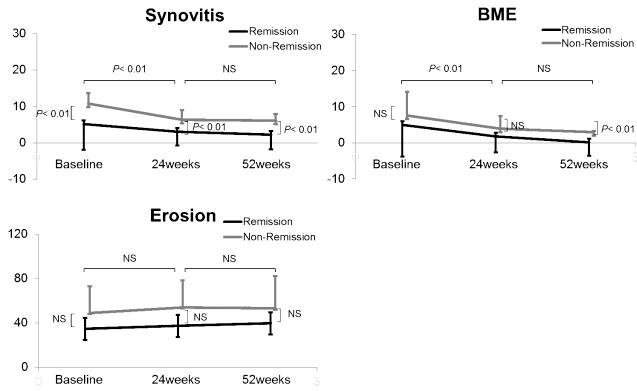 Synovitis
Remission
Non-Remission
30
20
10
0
-10
P< 0.01
NS
P< 0.01
P< 0.01
P< 0.01
Baseline
24weeks
52weeks
BME
Remission
Non-Remission
30
20
10
0
-10
P< 0.01
NS
NS
NS
P< 0.01
Baseline
24weeks
52weeks
Erosion
Remission
Non-Remission
120
80
40
0
NS
NS
NS
NS
NS
Baseline
24weeks
52weeks